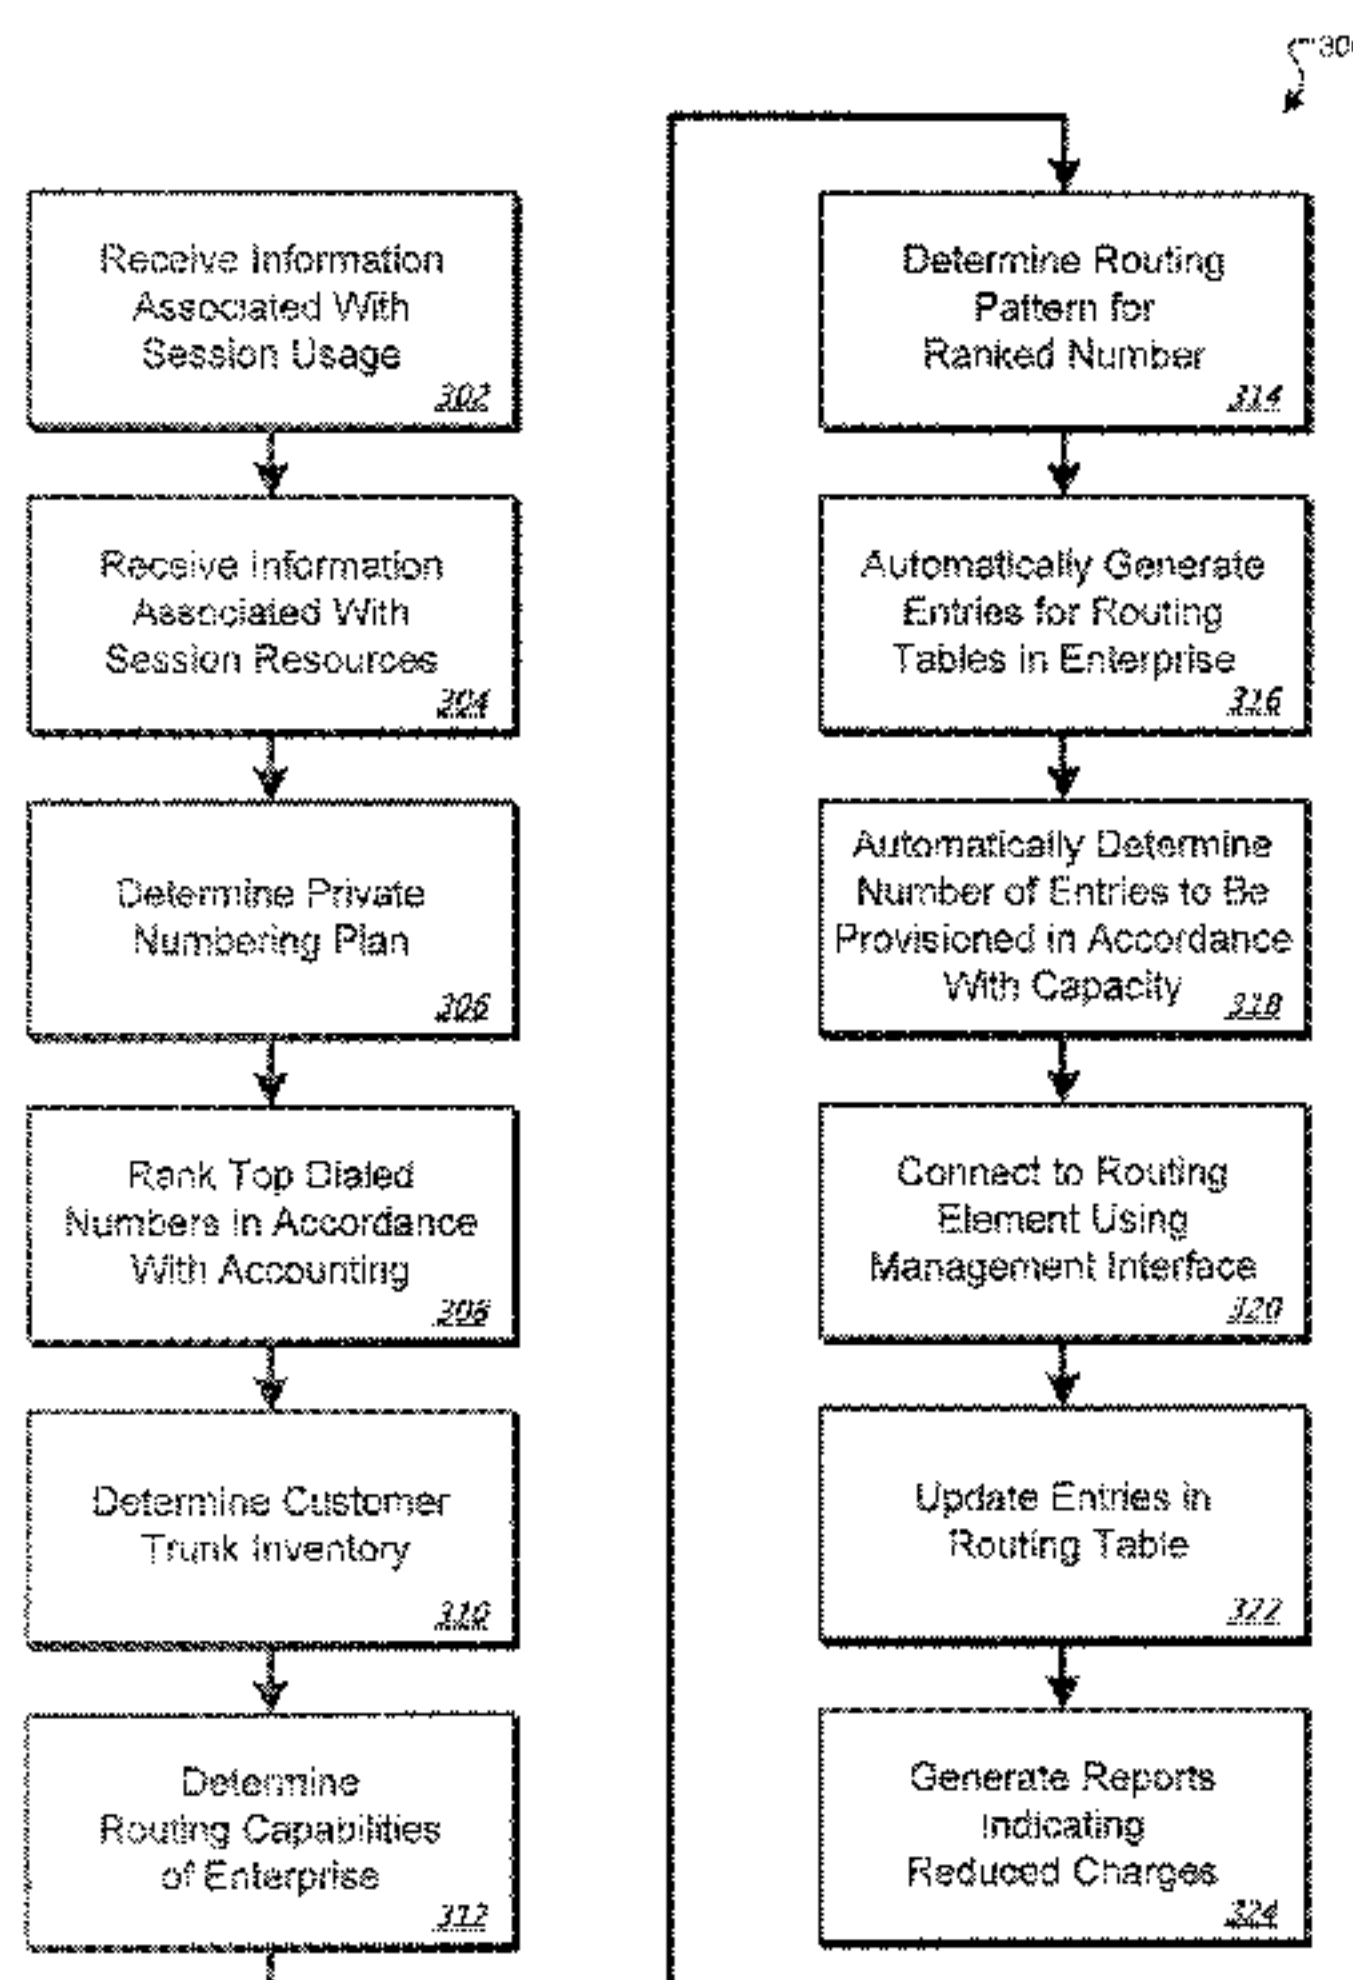 Receive Information
Associated With
Session Usage
302
Receive Information
Associated With
Session Resources
304
Determine Private
Numbering Plan
306
Rank Top Dialed
Numbers in Accordance
With Accounting
308
Determine Customer
Trunk Inventory
310
Determine
Routing Capabilities
of Enterprise
312
Determine Routing
Pattern for
Ranked Number
314
Automatically Generate
Entries for Routing
Tables in Enterprise
316
Automatically Determine
Number of Entries to Be
Provisioned in Accordance
With Capacity
318
Connect to Routing
Element Using
Management Interface
320
Update Entries in
Routing Table
322
Generate Reports
Indicating
Reduced Charges
324